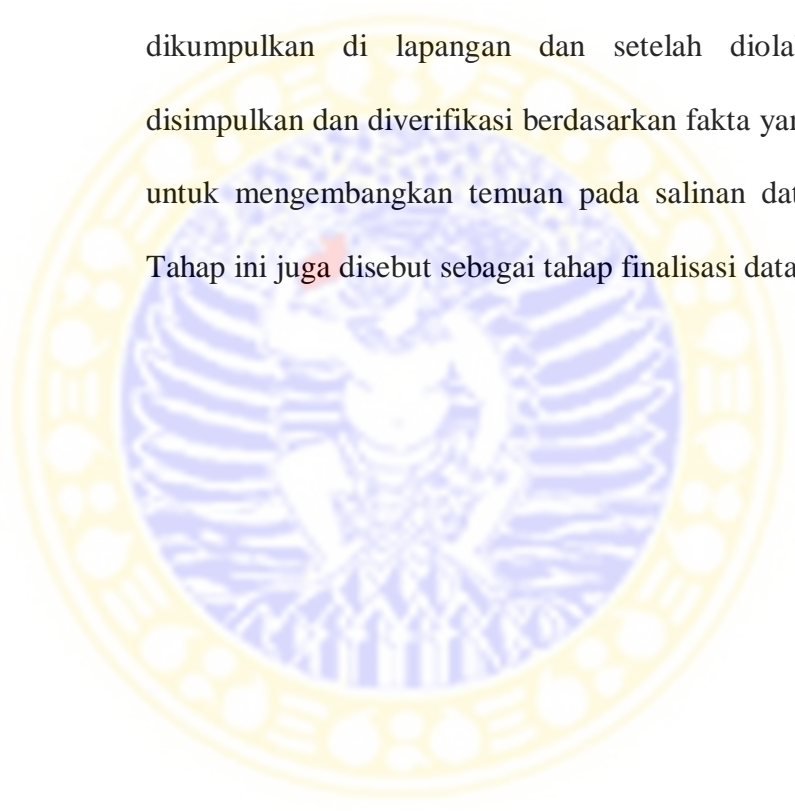 dikumpulkan di lapangan dan setelah
disimpulkan dan diverifikasi berdasarkan fakta
untuk mengembangkan temuan pada salinan
Tahap ini juga disebut sebagai tahap finalisasi data